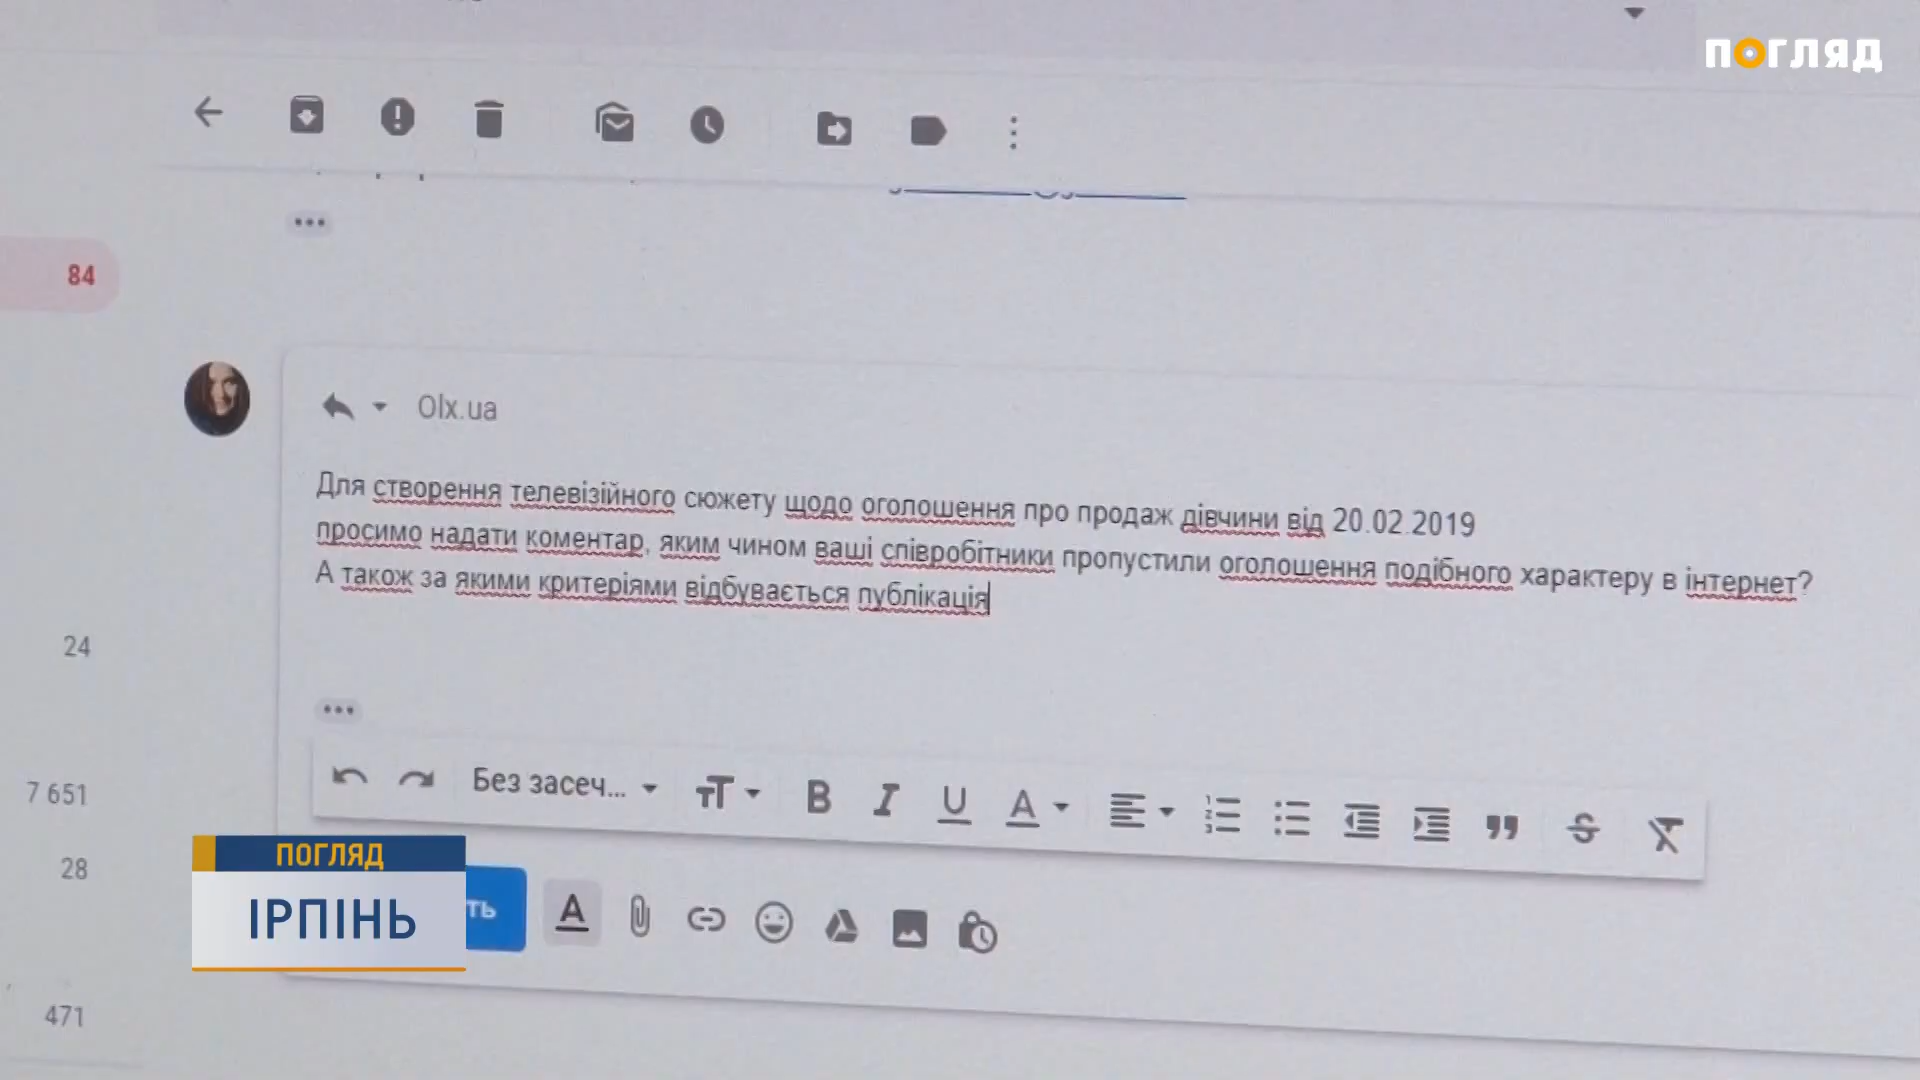 ПОГЛЯД
84
Olx.ua
Для створення телевізійного сюжету щодо оголошення про продаж дівчини від 20.02.2019
просимо надати коментар, яким чином ваші співробітники пропустили оголошення подібного характеру в інтернет?
А також за якими критеріями відбувається публікація
24
7 651
Без засеч...
28
ПОГЛЯД
ІРПІНЬ
ть
471